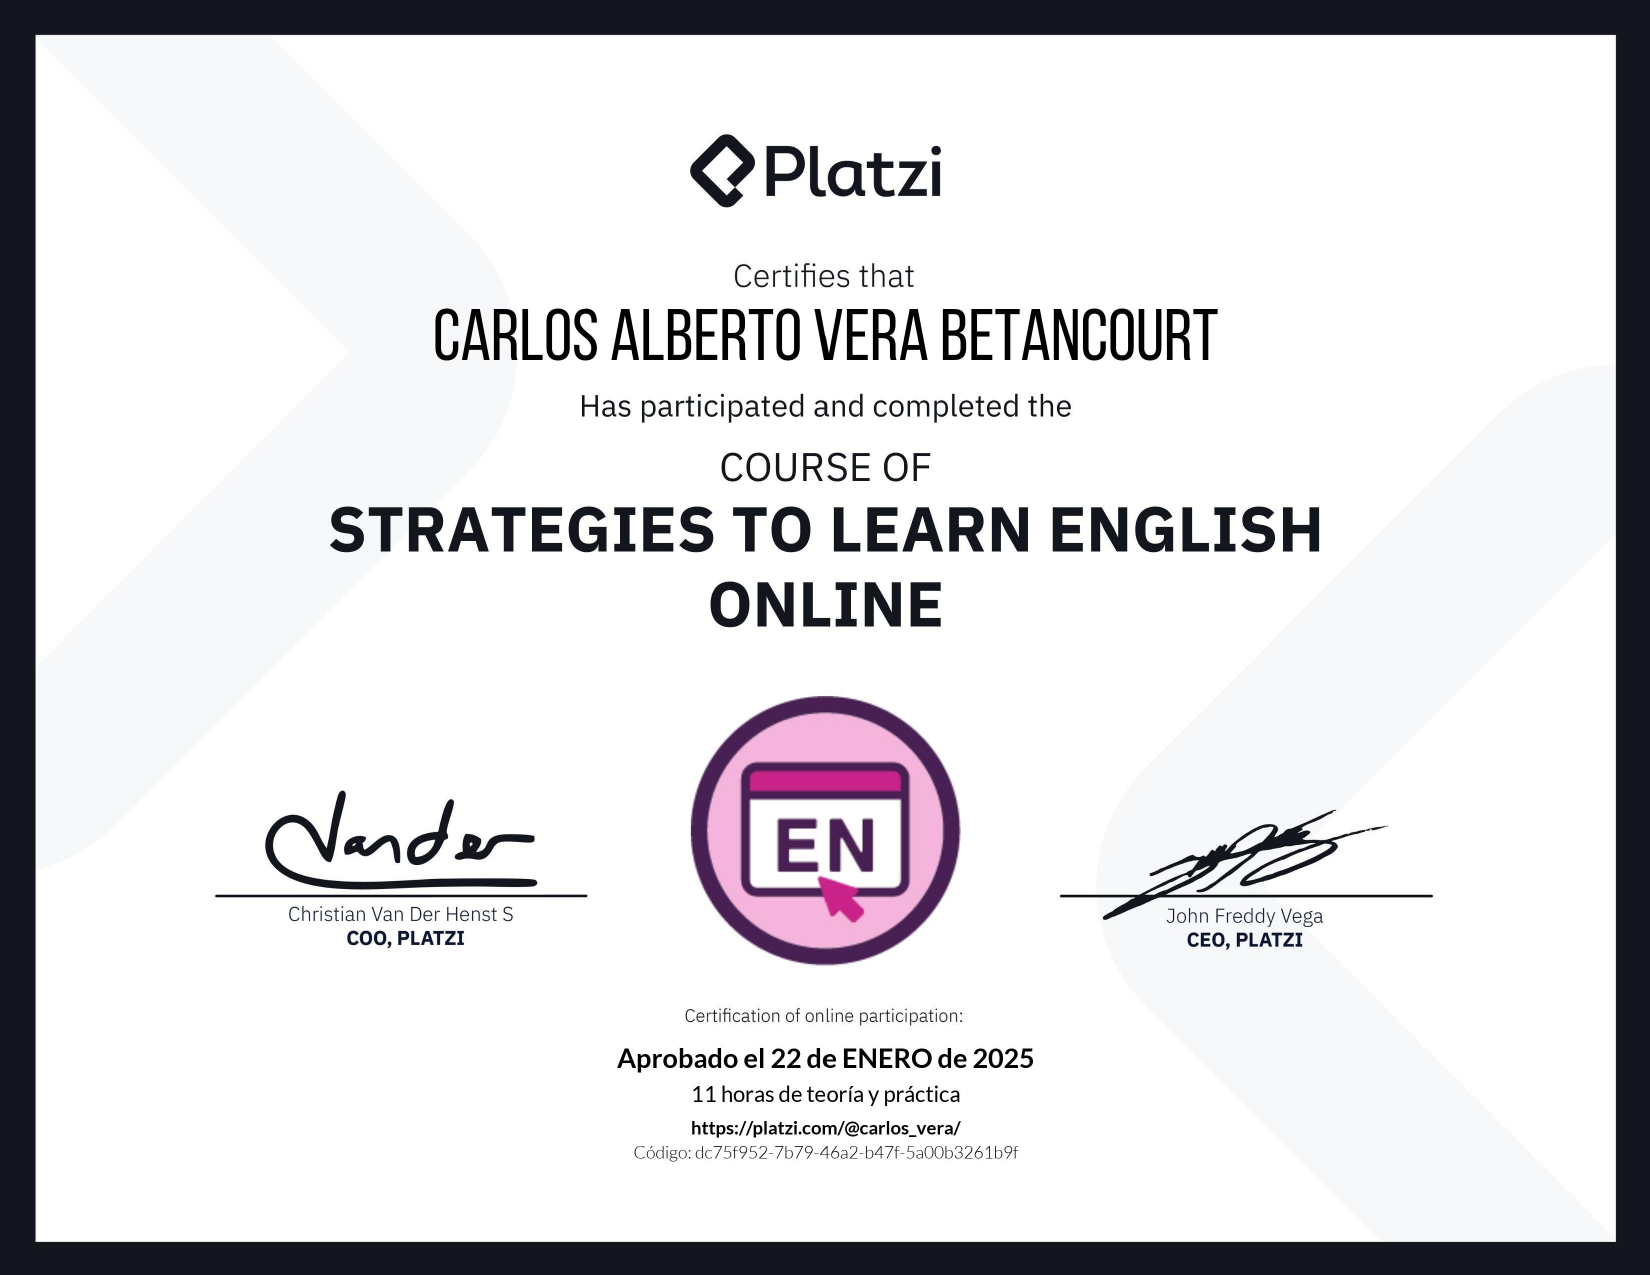 Platzi
Certifies that
CARLOS ALBERTO VERA BETANCOURT
Has participated and completed the
COURSE OF
STRATEGIES TO LEARN ENGLISH
ONLINE
EN
Vander
Christian Van Der Henst S
COO, PLATZI
John Freddy Vega
CEO, PLATZI
Certification of online participation:
Aprobado el 22 de ENERO de 2025
11 horas de teoría y práctica
https://platzi.com/@carlos_vera/
Código: dc75f952-7b79-46a2-b47f-5a00b3261b9f